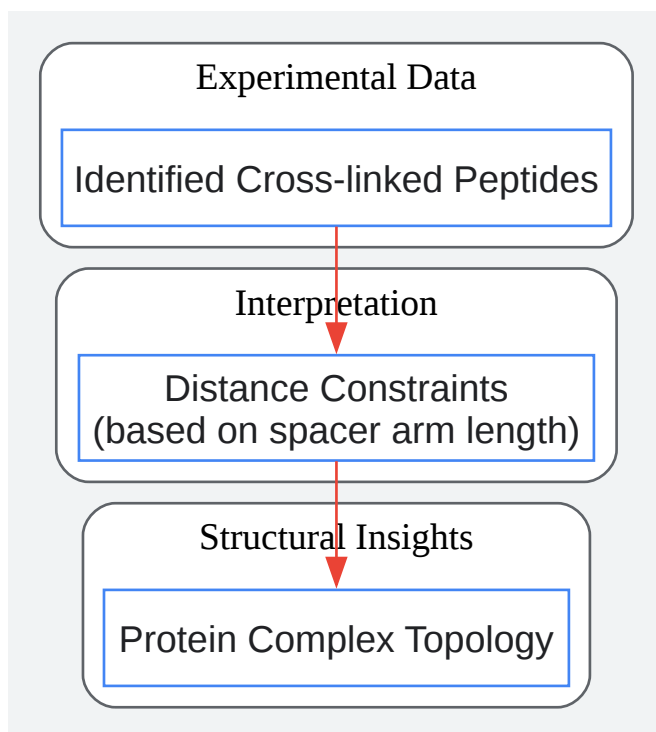 Experimental Data
Identified Cross-linked Peptides
Interpretation
Distance Constraints
(based on spacer arm length)
Structural Insights
Protein Complex Topology